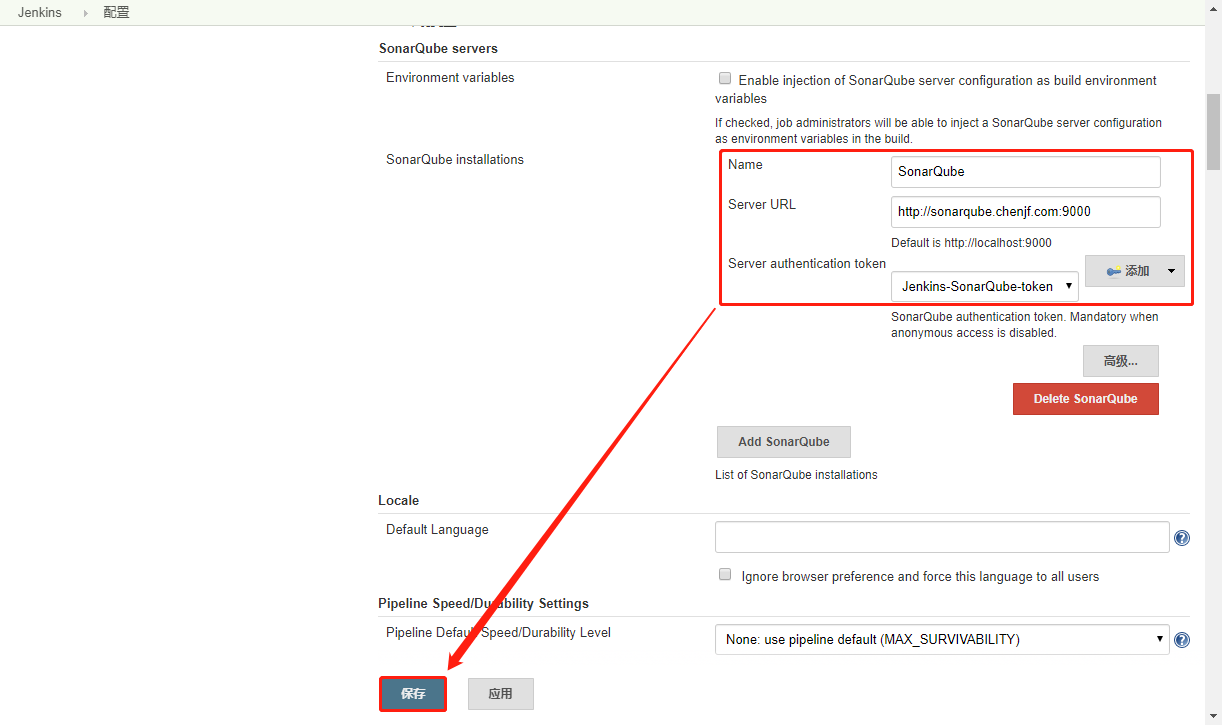 Jenkins 配置
SonarQube servers
Environment variables
Enable injection of SonarQube server configuration as build environment
variables
If checked, job administrators will be able to inject a SonarQube server configuration
as environment variables in the build.
SonarQube installations
Name
SonarQube
Server URL
http://sonarqube.chenjf.com:9000
Default is http://localhost:9000
Server authentication token
Jenkins-SonarQube-token
添加
SonarQube authentication token. Mandatory when
anonymous access is disabled.
高级...
Delete SonarQube
Add SonarQube
List of SonarQube installations
Locale
Default Language
Ignore browser preference and force this language to all users
Pipeline Speed/Durability Settings
Pipeline Default Speed/Durability Level
None: use pipeline default (MAX_SURVIVABILITY)
保存 应用